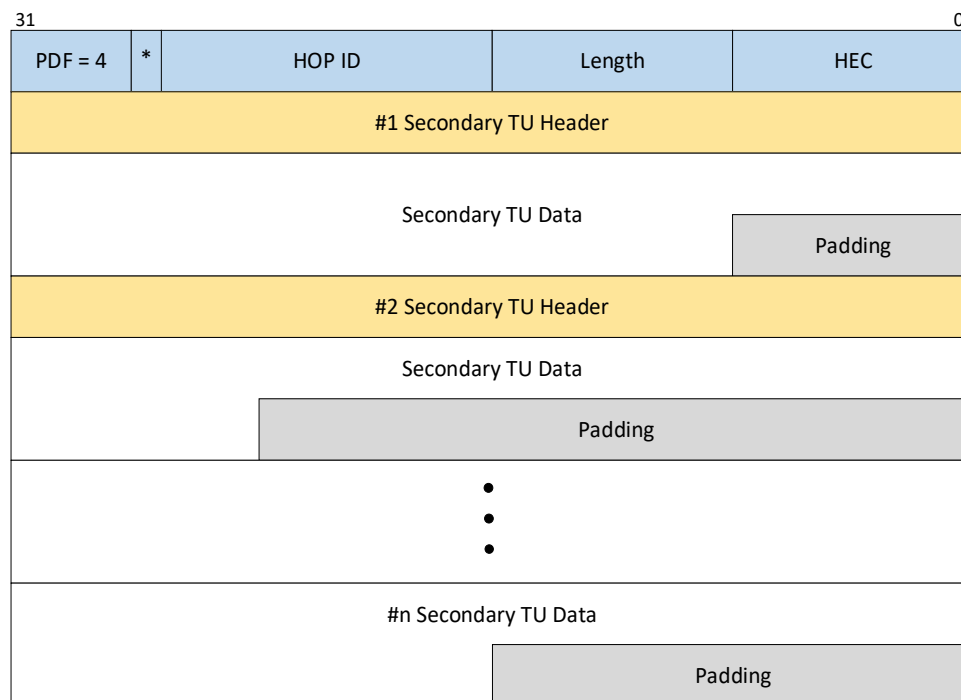 31 0
PDF = 4 * HOP ID Length HEC
#1 Secondary TU Header
Secondary TU Data
Padding
#2 Secondary TU Header
Secondary TU Data
Padding
#n Secondary TU Data
Padding